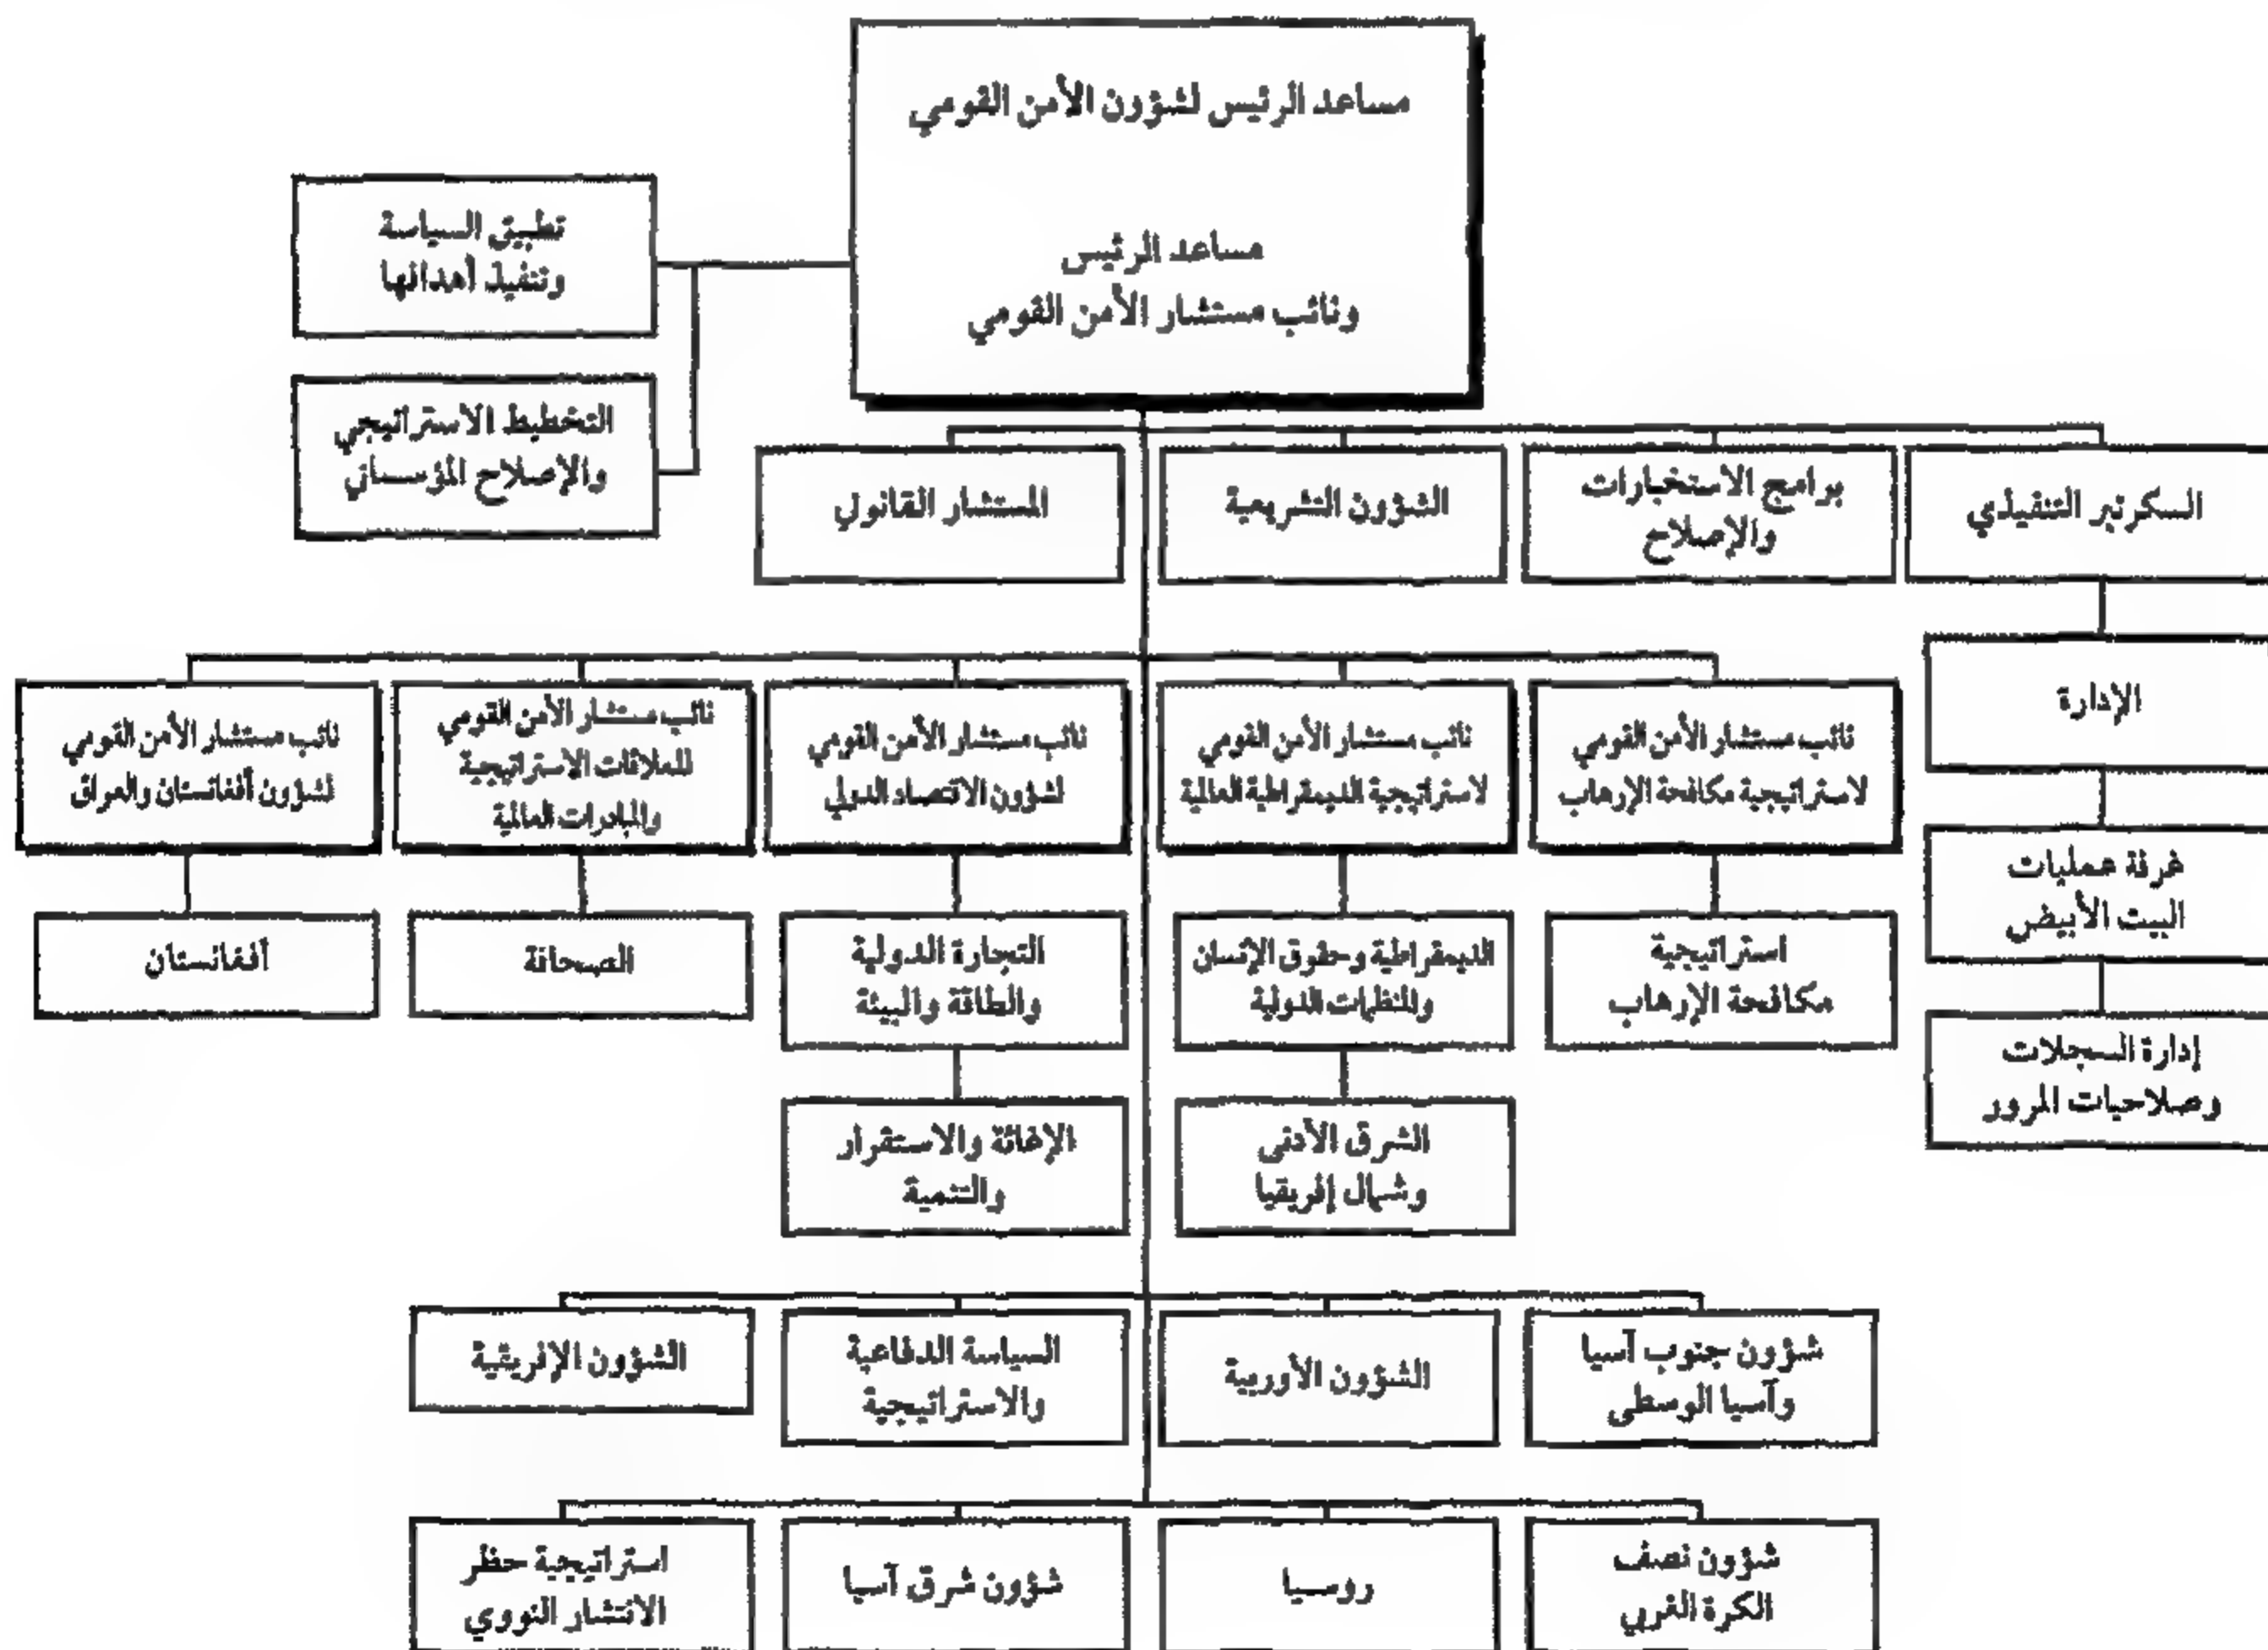 مساعد الرئيس لشؤون الأمن القومي
مساعد الرئيس
ونائب مستشار الأمن القومي
تطبيق السياسة
وتنفيذ أهدافها
التخطيط الاستراتيجي
والإصلاح المؤسساتي
السكرتير التنفيذي
برامج الاستخبارات
والإصلاح
الشؤون التشريعية
المستشار القانوني
الإدارة
غرفة عمليات
البيت الأبيض
إدارة السجلات
وصلاحيات المرور
نائب مستشار الأمن القومي
لاستراتيجية مكافحة الإرهاب
نائب مستشار الأمن القومي
لاستراتيجية الديمقراطية العالمية
نائب مستشار الأمن القومي
لشؤون الاقتصاد الدولي
نائب مستشار الأمن القومي
للعلاقات الاستراتيجية
والمبادرات العالمية
نائب مستشار الأمن القومي
لشؤون أفغانستان والعراق
استراتيجية
مكافحة الإرهاب
الديمقراطية وحقوق الإنسان
والمنظمات الدولية
التجارة الدولية
والطاقة والبيئة
الصحافة
أفغانستان
الشرق الأدنى
وشمال إفريقيا
الإغاثة والاستقرار
والتنمية
شؤون جنوب آسيا
وآسيا الوسطى
الشؤون الأوربية
السياسة الدفاعية
والاستراتيجية
الشؤون الإفريقية
شؤون نصف
الكرة الغربي
روسيا
شؤون شرق آسيا
استراتيجية حظر
الانتشار النووي